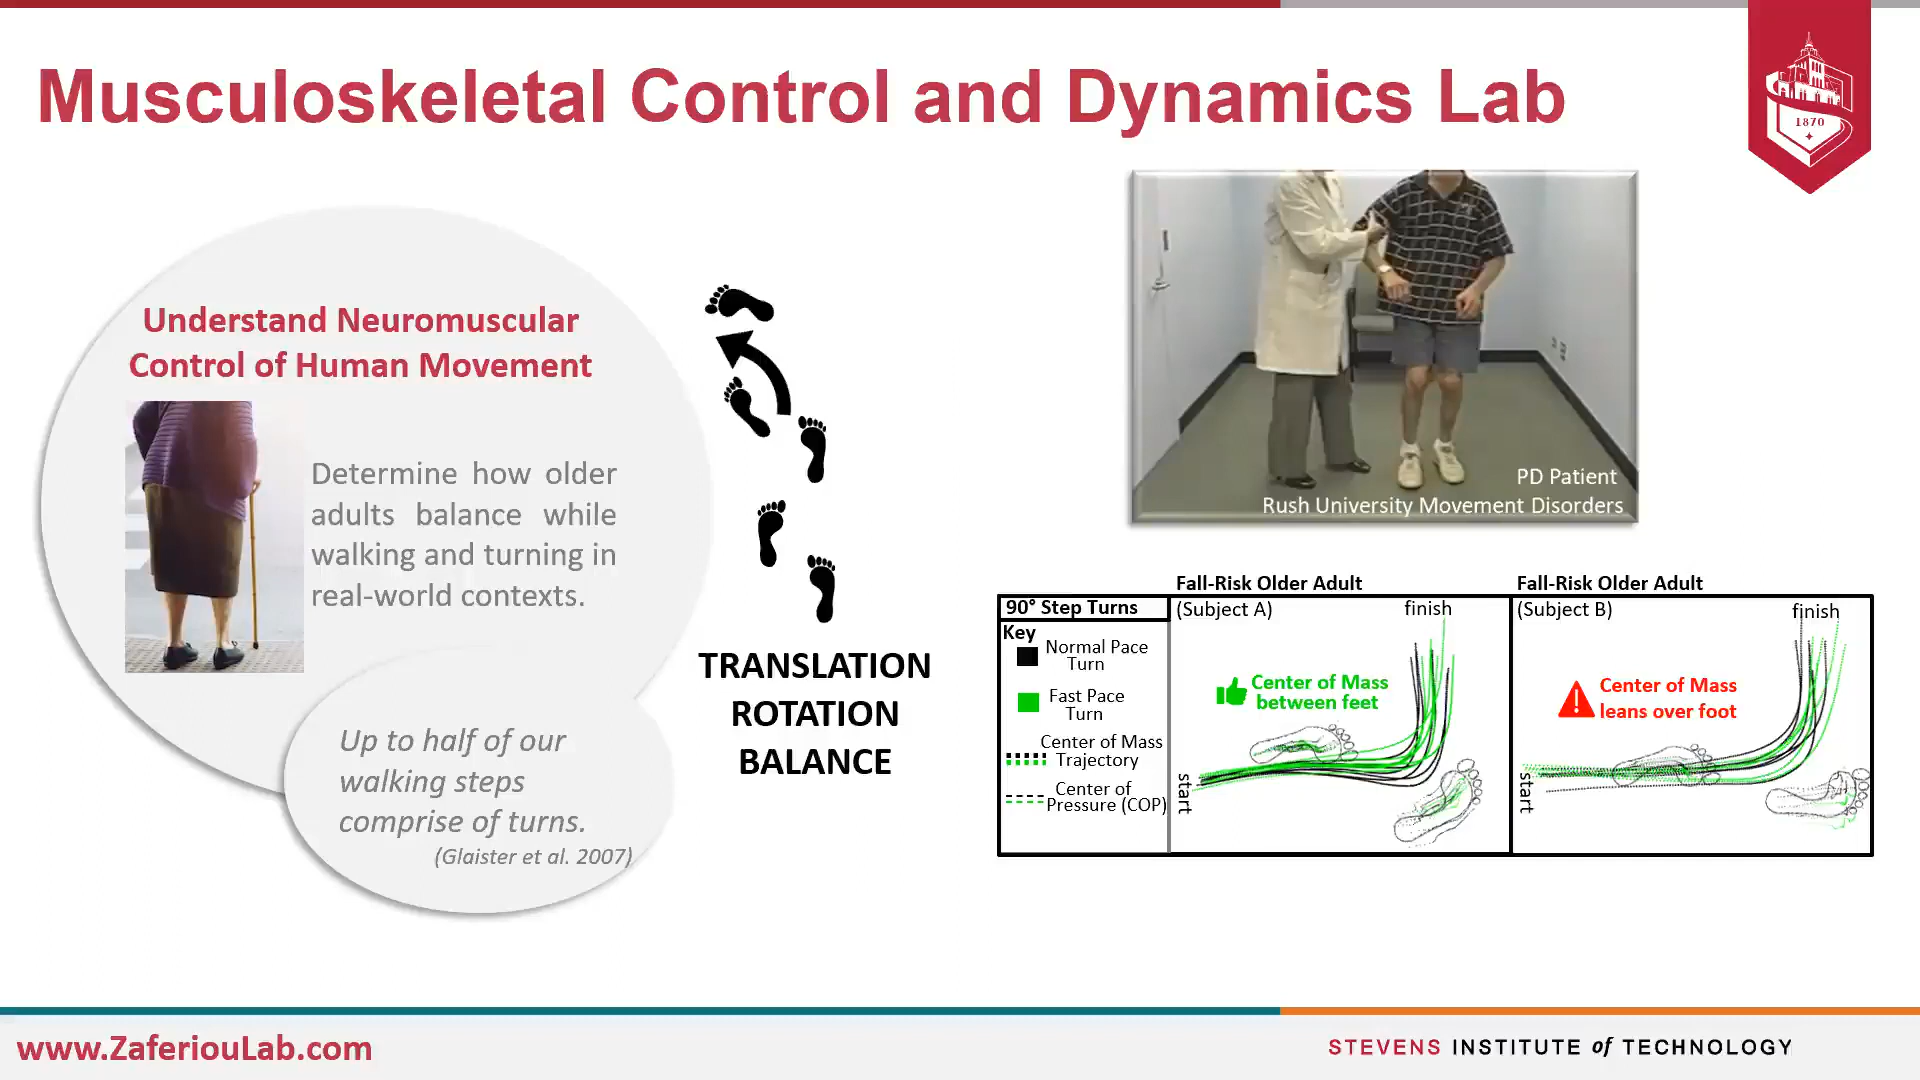 Musculoskeletal Control and Dynamics Lab
1870
Understand Neuromuscular
Control of Human Movement
Determine how older
adults balance while
walking and turning in
real-world contexts.
Up to half of our
walking steps
comprise of turns.
(Glaister et al. 2007)
TRANSLATION
ROTATION
BALANCE
PD Patient
Rush University Movement Disorders
90° Step Turns
Key
Normal Pace
Turn
Fast Pace
Turn
Center of Mass
Trajectory
Center of
Pressure (COP)
Fall-Risk Older Adult
(Subject A)
finish
Center of Mass
between feet
start
Fall-Risk Older Adult
(Subject B)
finish
Center of Mass
leans over foot
start
www.ZaferiouLab.com
STEVENS INSTITUTE of TECHNOLOGY